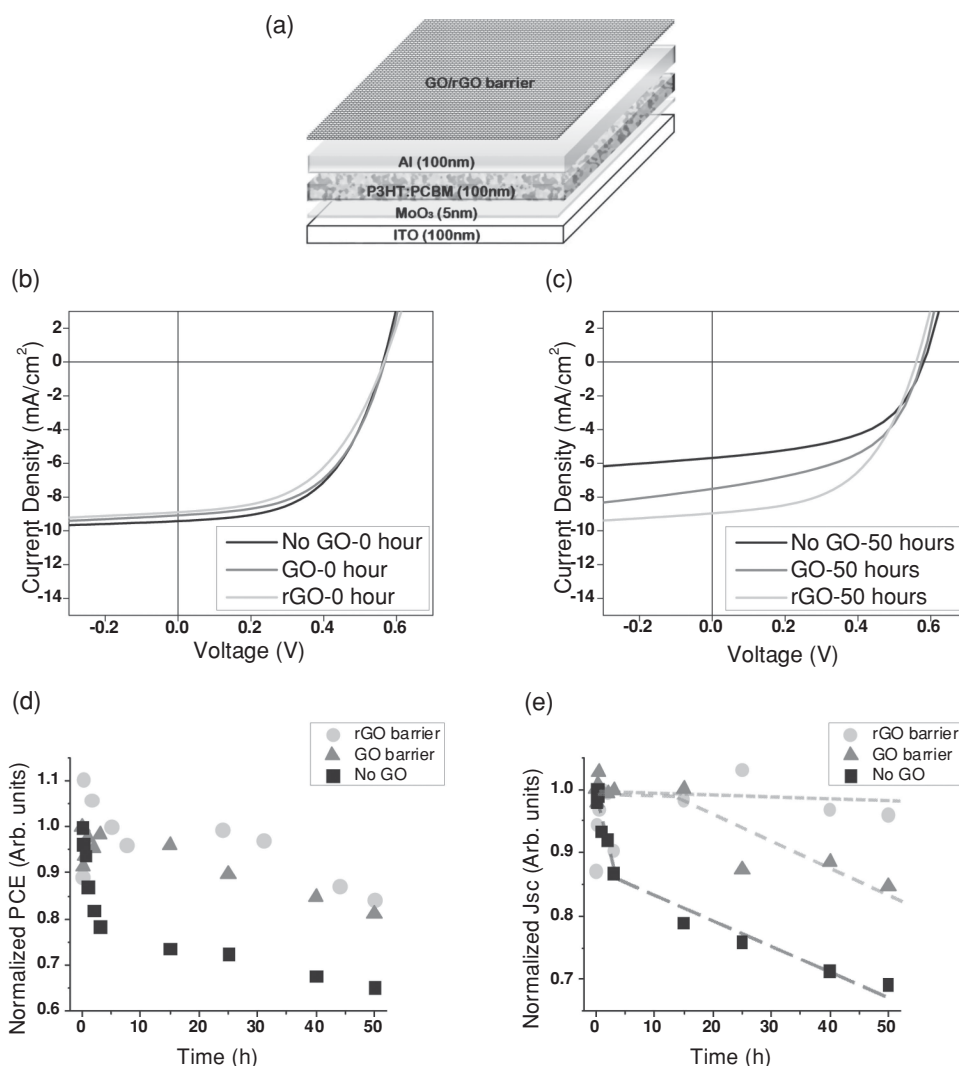 (a)
GO/rGO barrier
Al (100nm)
P3HT:PCBM (100nm)
MoO₃ (5nm)
ITO (100nm)
(b)
2
0
-2
-4
-6
-8
-10
-12
-14
Current Density (mA/cm²)
No GO-0 hour
GO-0 hour
rGO-0 hour
-0.2 0.0 0.2 0.4 0.6
Voltage (V)
(c)
2
0
-2
-4
-6
-8
-10
-12
-14
Current Density (mA/cm²)
No GO-50 hours
GO-50 hours
rGO-50 hours
-0.2 0.0 0.2 0.4 0.6
Voltage (V)
(d)
rGO barrier
GO barrier
No GO
1.1
1.0
0.9
0.8
0.7
0.6
Normalized PCE (Arb. units)
0 10 20 30 40 50
Time (h)
(e)
rGO barrier
GO barrier
No GO
1.0
0.9
0.8
0.7
Normalized Jsc (Arb. units)
0 10 20 30 40 50
Time (h)